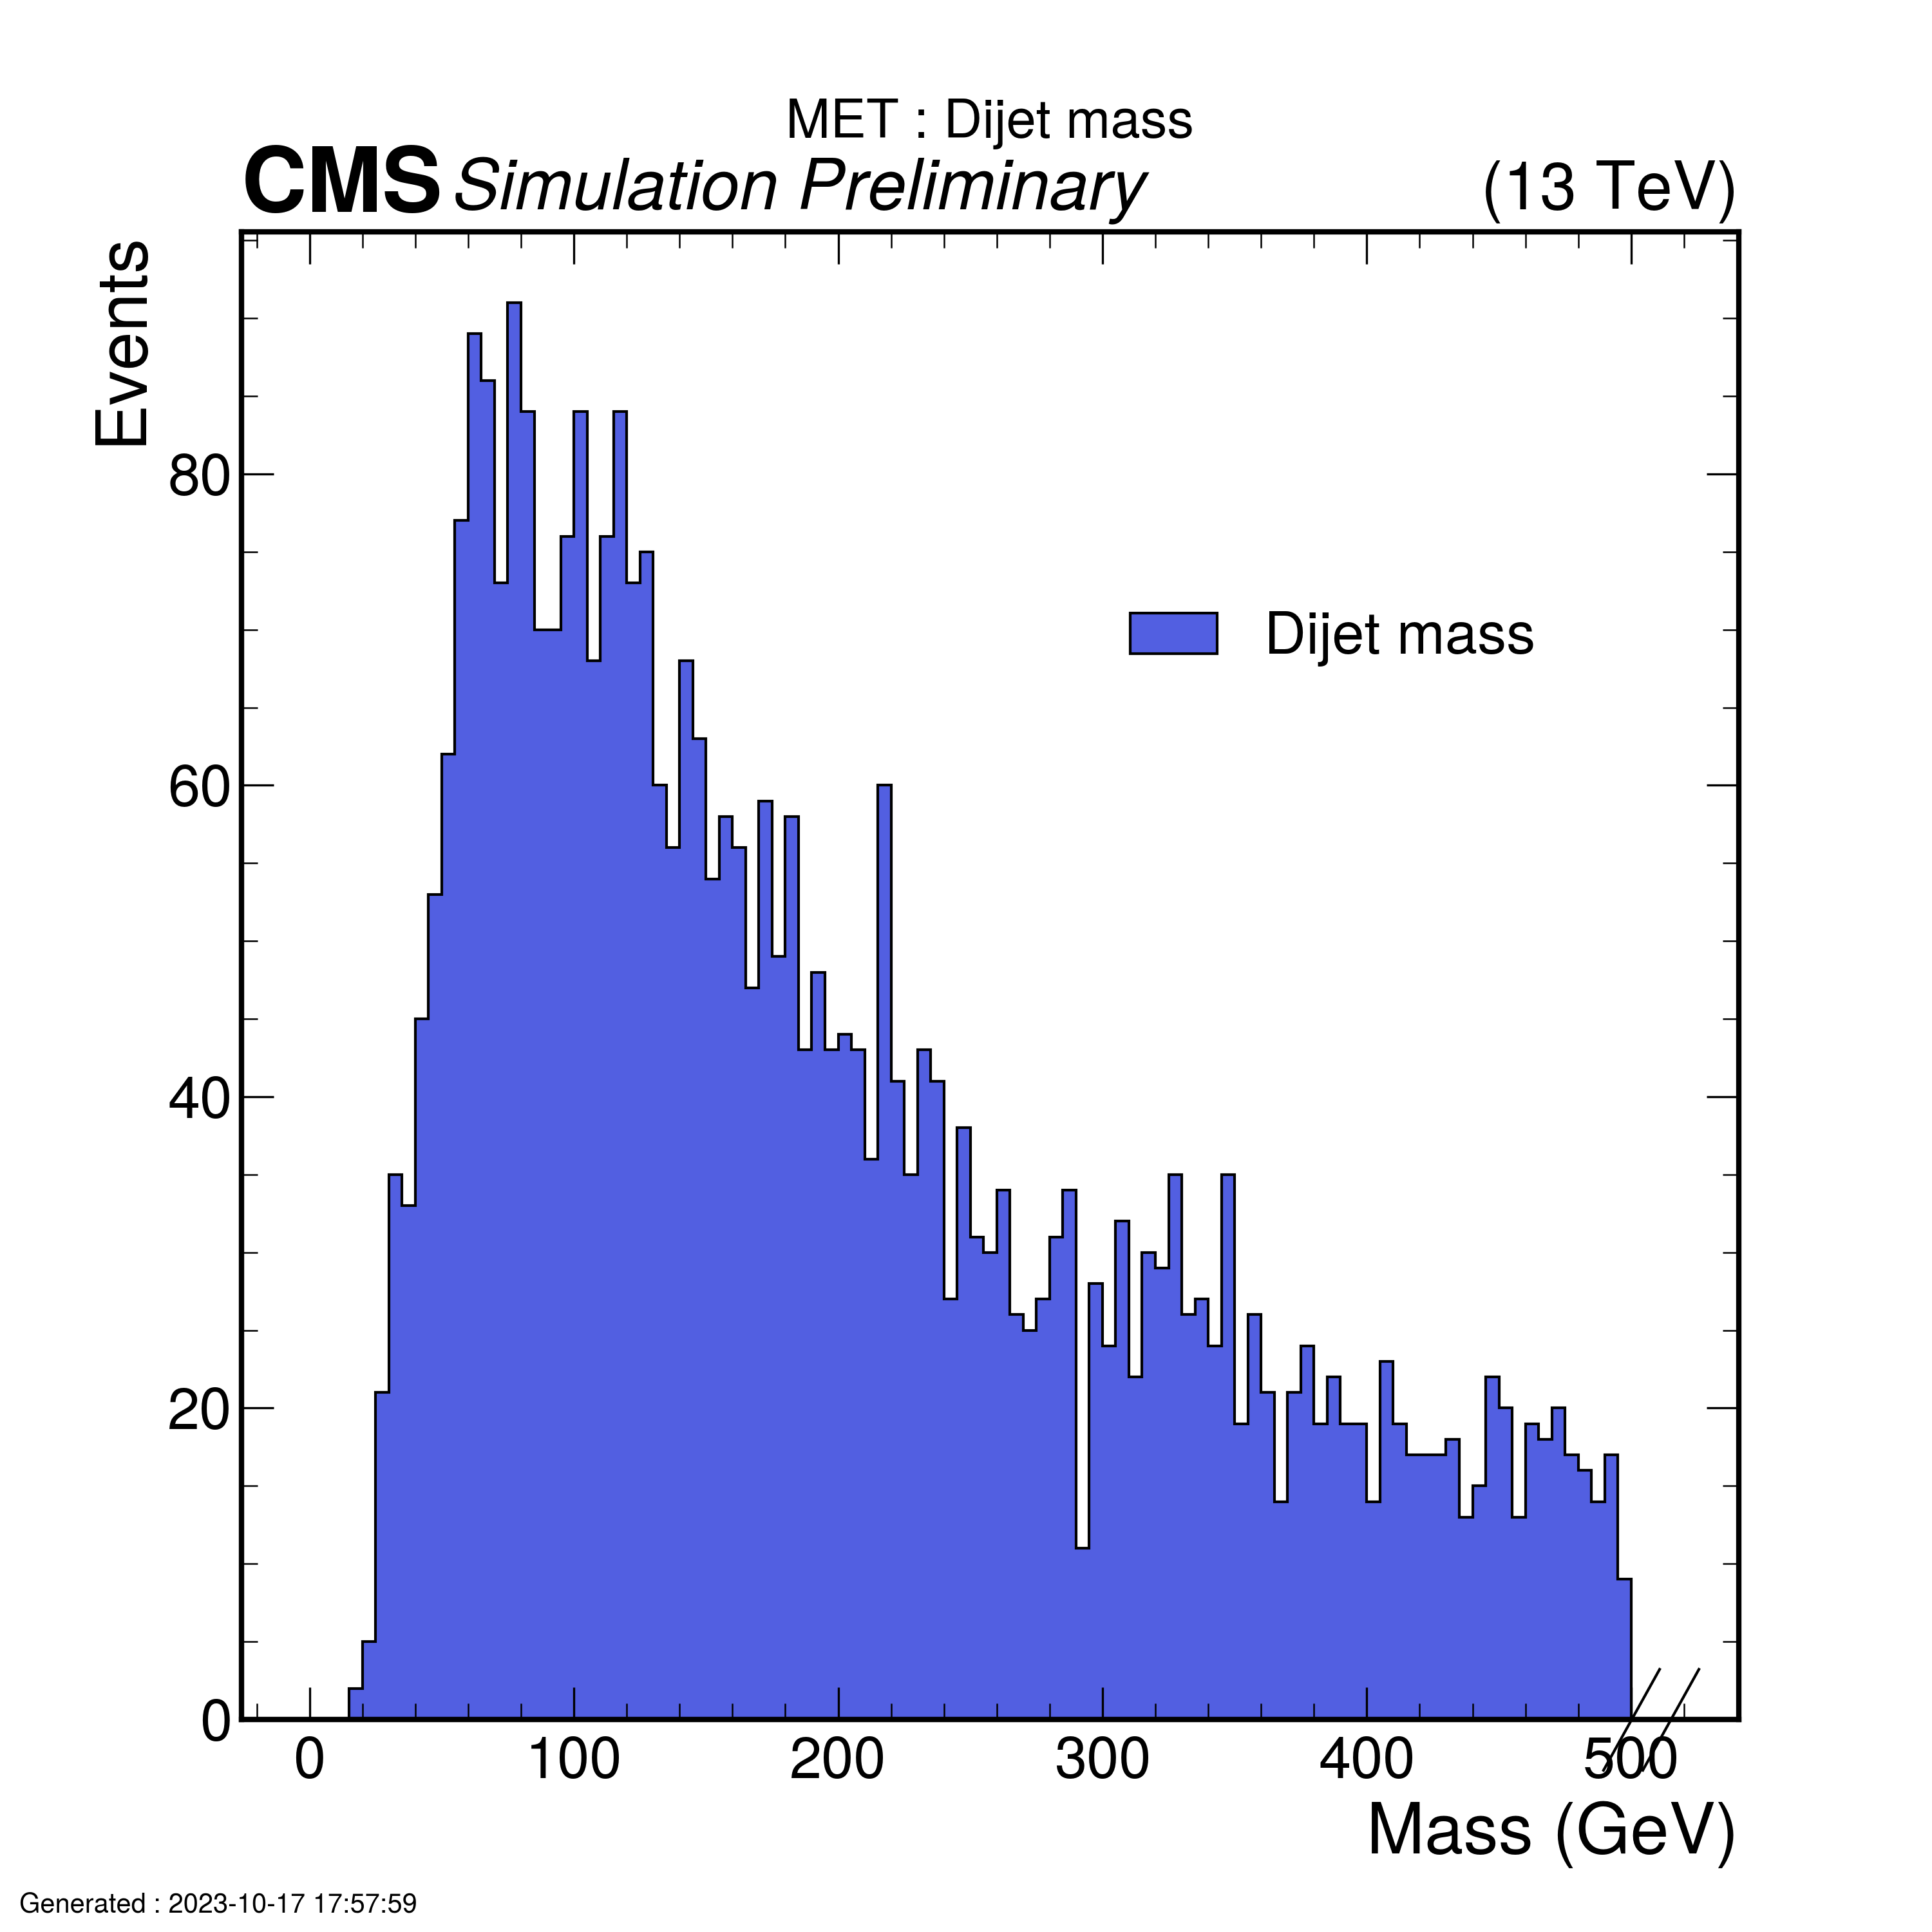 MET : Dijet mass
CMS Simulation Preliminary (13 TeV)
Events
80
60
40
20
0
Dijet mass
0 100 200 300 400 500
Mass (GeV)
Generated : 2023-10-17 17:57:59